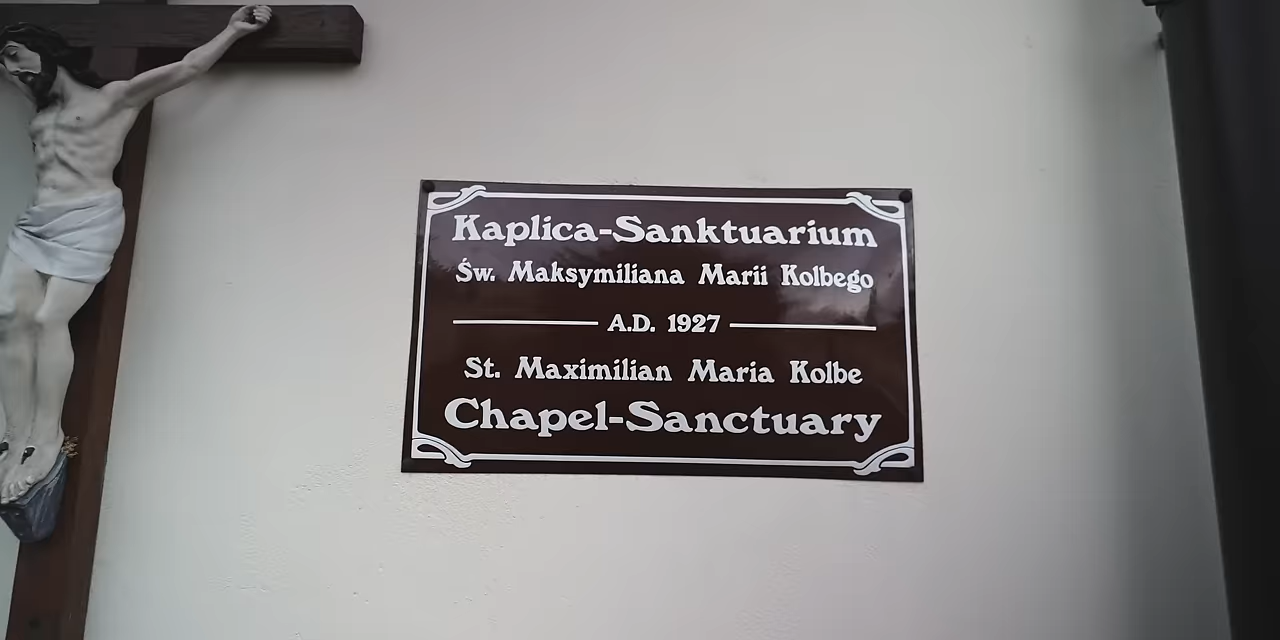 Kaplica-Sanktuarium
Św. Maksymiliana Marii Kolbego
A.D. 1927
St. Maximilian Maria Kolbe
Chapel-Sanctuary